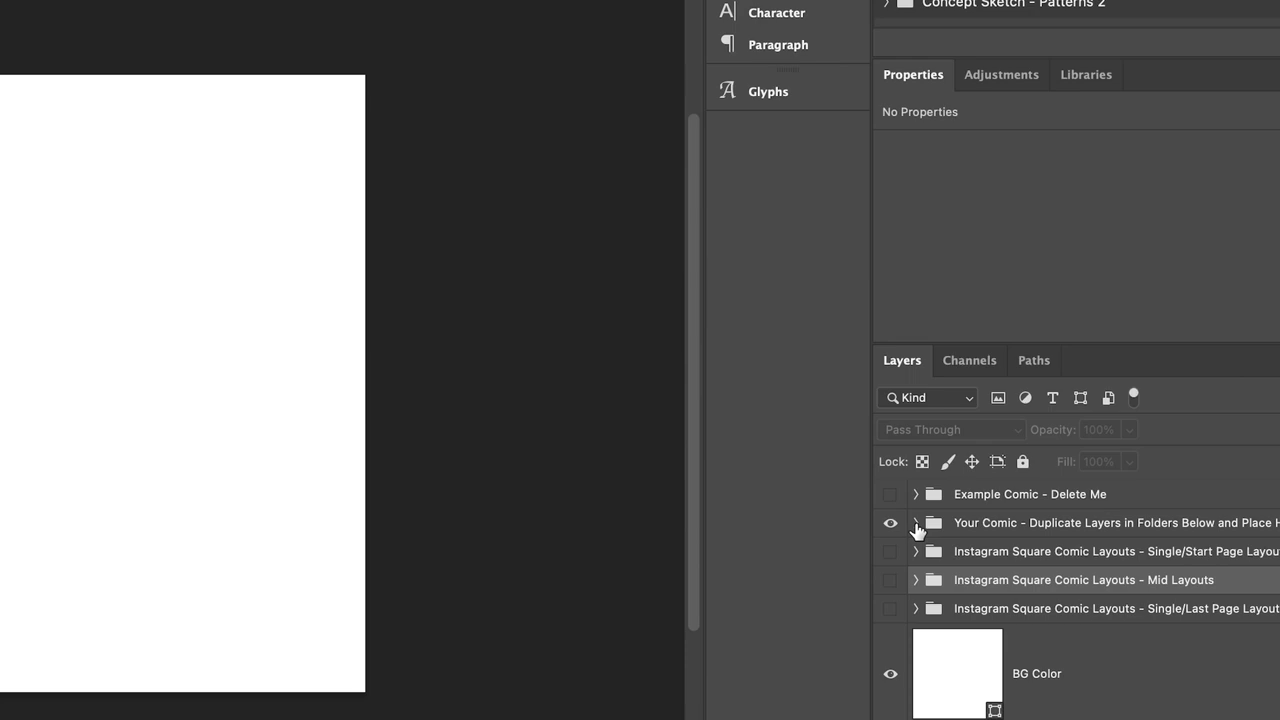 Concept Sketch - Patterns 2
Character
Paragraph
Glyphs
Properties
Adjustments
Libraries
No Properties
Layers
Channels
Paths
Kind
Pass Through
Opacity: 100%
Lock:
Fill: 100%
Example Comic - Delete Me
Your Comic - Duplicate Layers in Folders Below and Place
Instagram Square Comic Layouts - Single/Start Page
Instagram Square Comic Layouts - Mid Layouts
Instagram Square Comic Layouts - Single/Last Page
BG Color